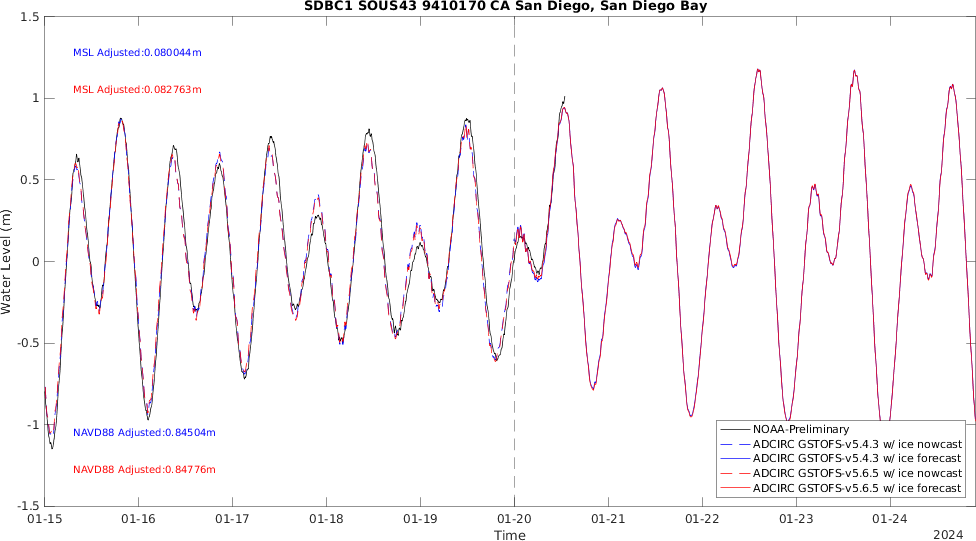 SDBC1 SOUS43 9410170 CA San Diego, San Diego Bay
1.5
MSL Adjusted:0.080044m
MSL Adjusted:0.082763m
1
0.5
0
-0.5
-1
-1.5
Water Level (m)
NAVD88 Adjusted:0.84504m
NAVD88 Adjusted:0.84776m
NOAA-Preliminary
ADCIRC GSTOFS-v5.4.3 w/ ice nowcast
ADCIRC GSTOFS-v5.4.3 w/ ice forecast
ADCIRC GSTOFS-v5.6.5 w/ ice nowcast
ADCIRC GSTOFS-v5.6.5 w/ ice forecast
01-15 01-16 01-17 01-18 01-19 01-20 01-21 01-22 01-23 01-24
Time
2024